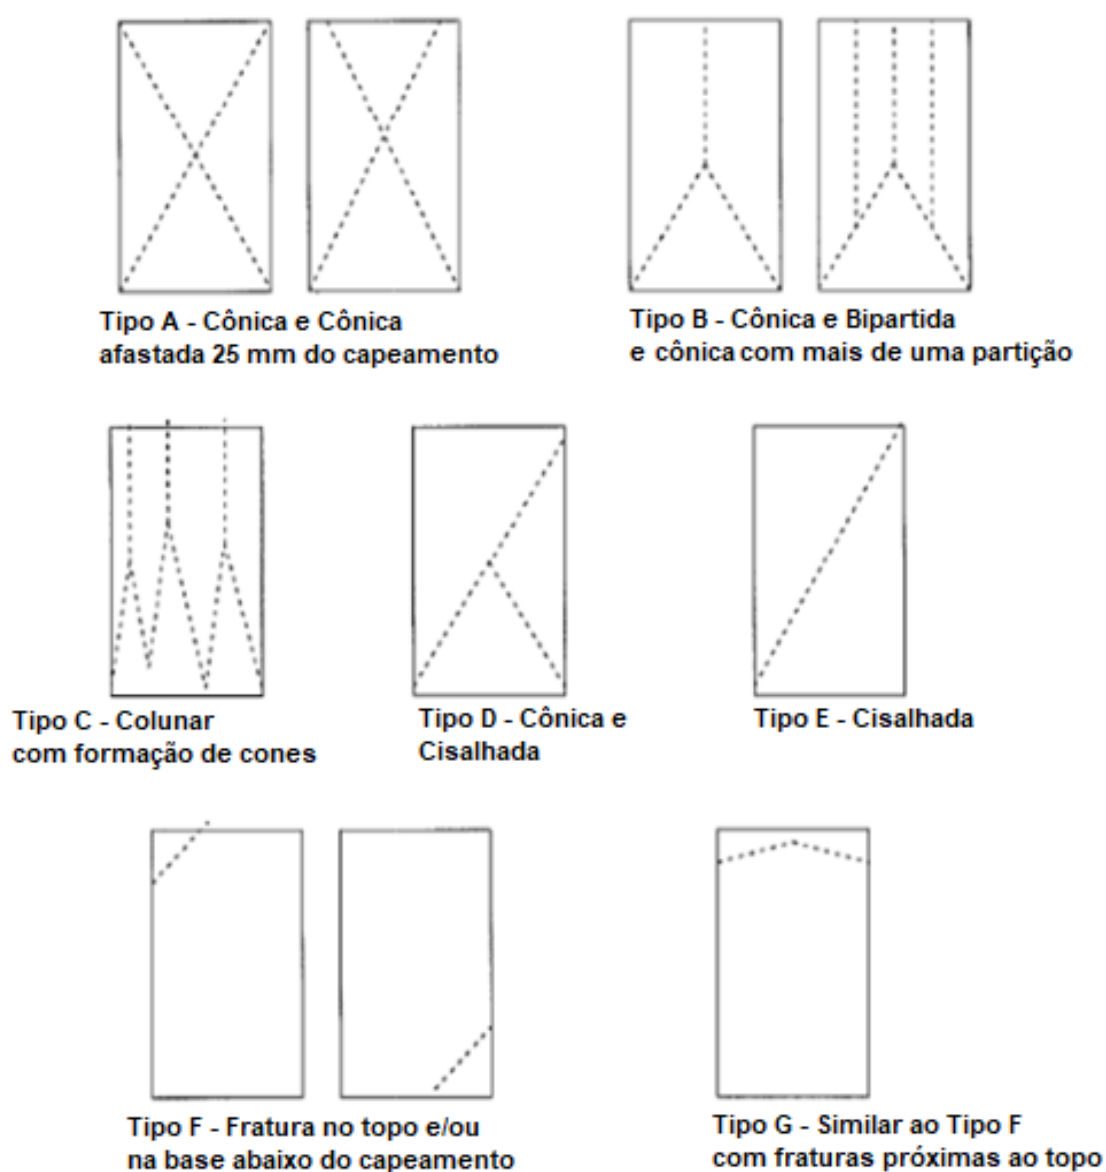 Tipo A - Cônica e Cônica
afastada 25 mm do capeamento
Tipo B - Cônica e Bipartida
e cônica com mais de uma partição
Tipo C - Colunar
com formação de cones
Tipo D - Cônica e
Cisalhada
Tipo E - Cisalhada
Tipo F - Fratura no topo e/ou
na base abaixo do capeamento
Tipo G - Similar ao Tipo F
com fraturas próximas ao topo